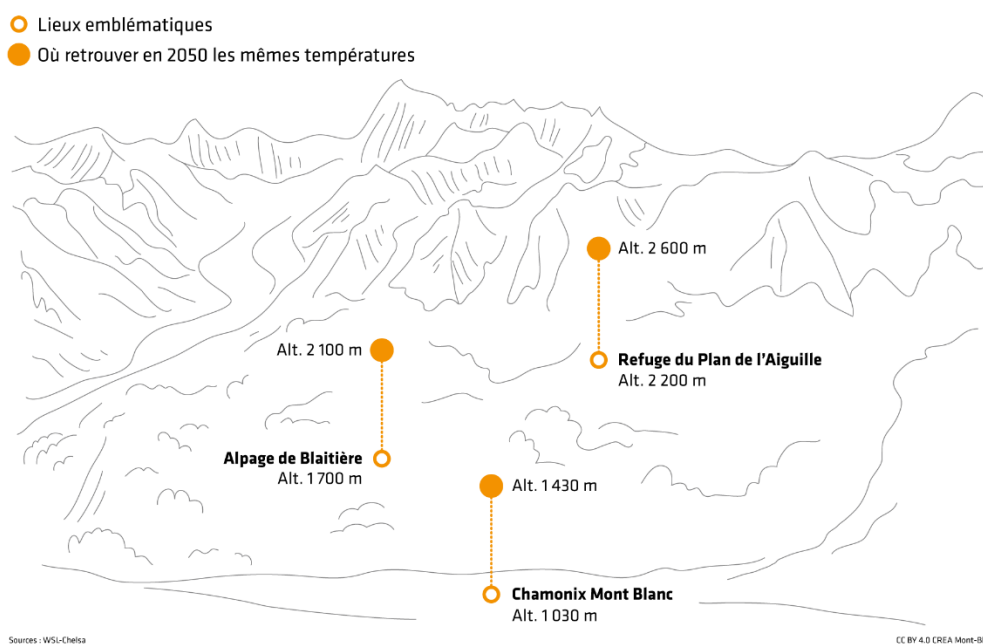 Lieux emblématiques
Où retrouver en 2050 les mêmes températures
Alt. 2 600 m
Alt. 2 100 m
Refuge du Plan de l'Aiguille
Alt. 2 200 m
Alpage de Blaitière
Alt. 1 700 m
Alt. 1 430 m
Chamonix Mont Blanc
Alt. 1 030 m
Sources : WSL-Chelsa
CC BY 4.0 CREA Mont-Bl